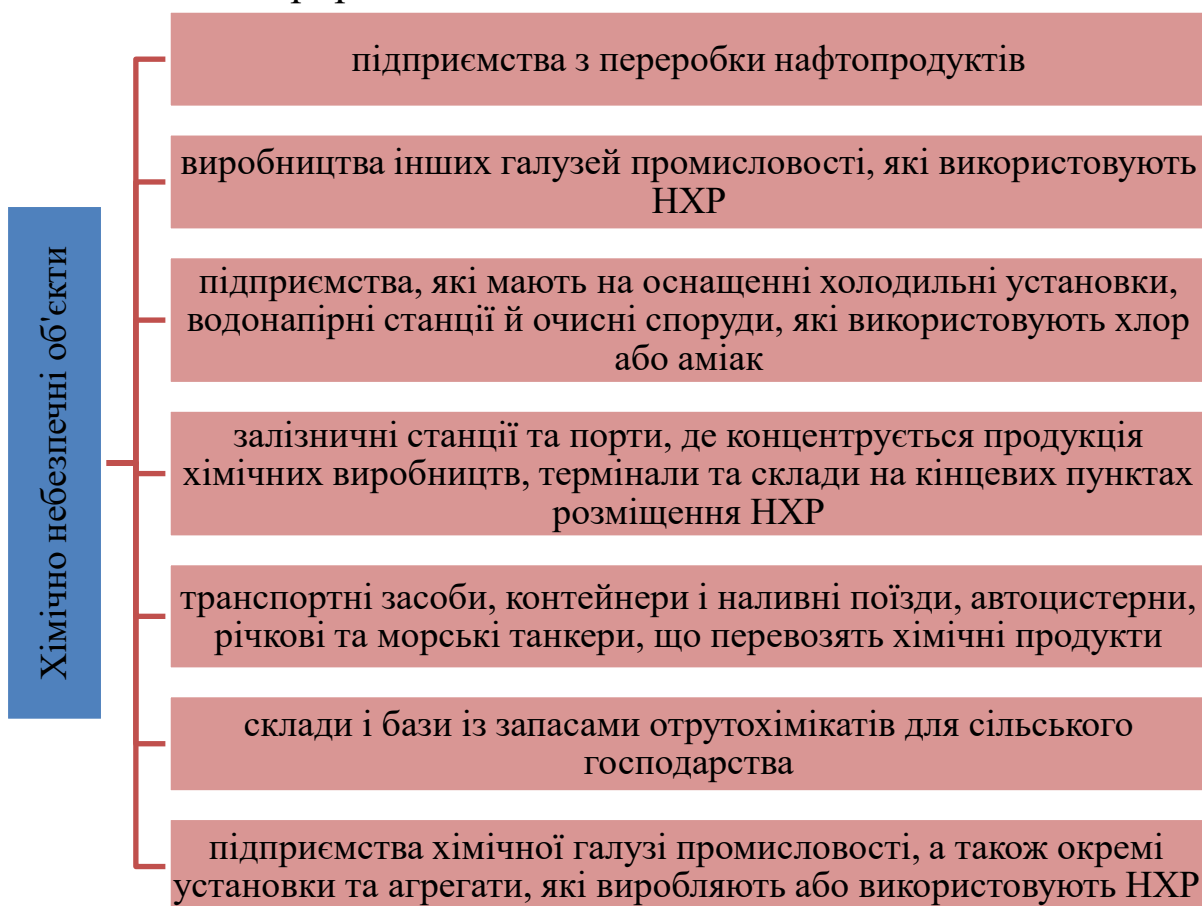 Хімічно небезпечні об'єкти
підприємства з переробки нафтопродуктів
виробництва інших галузей промисловості, які використовують
НХР
підприємства, які мають на оснащенні холодильні установки,
водонапірні станції й очисні споруди, які використовують хлор
або аміак
залізничні станції та порти, де концентрується продукція
хімічних виробництв, термінали та склади на кінцевих пунктах
розміщення НХР
транспортні засоби, контейнери і наливні поїзди, автоцистерни,
річкові та морські танкери, що перевозять хімічні продукти
склади і бази із запасами отрутохімікатів для сільського
господарства
підприємства хімічної галузі промисловості, а також окремі
установки та агрегати, які виробляють або використовують НХР